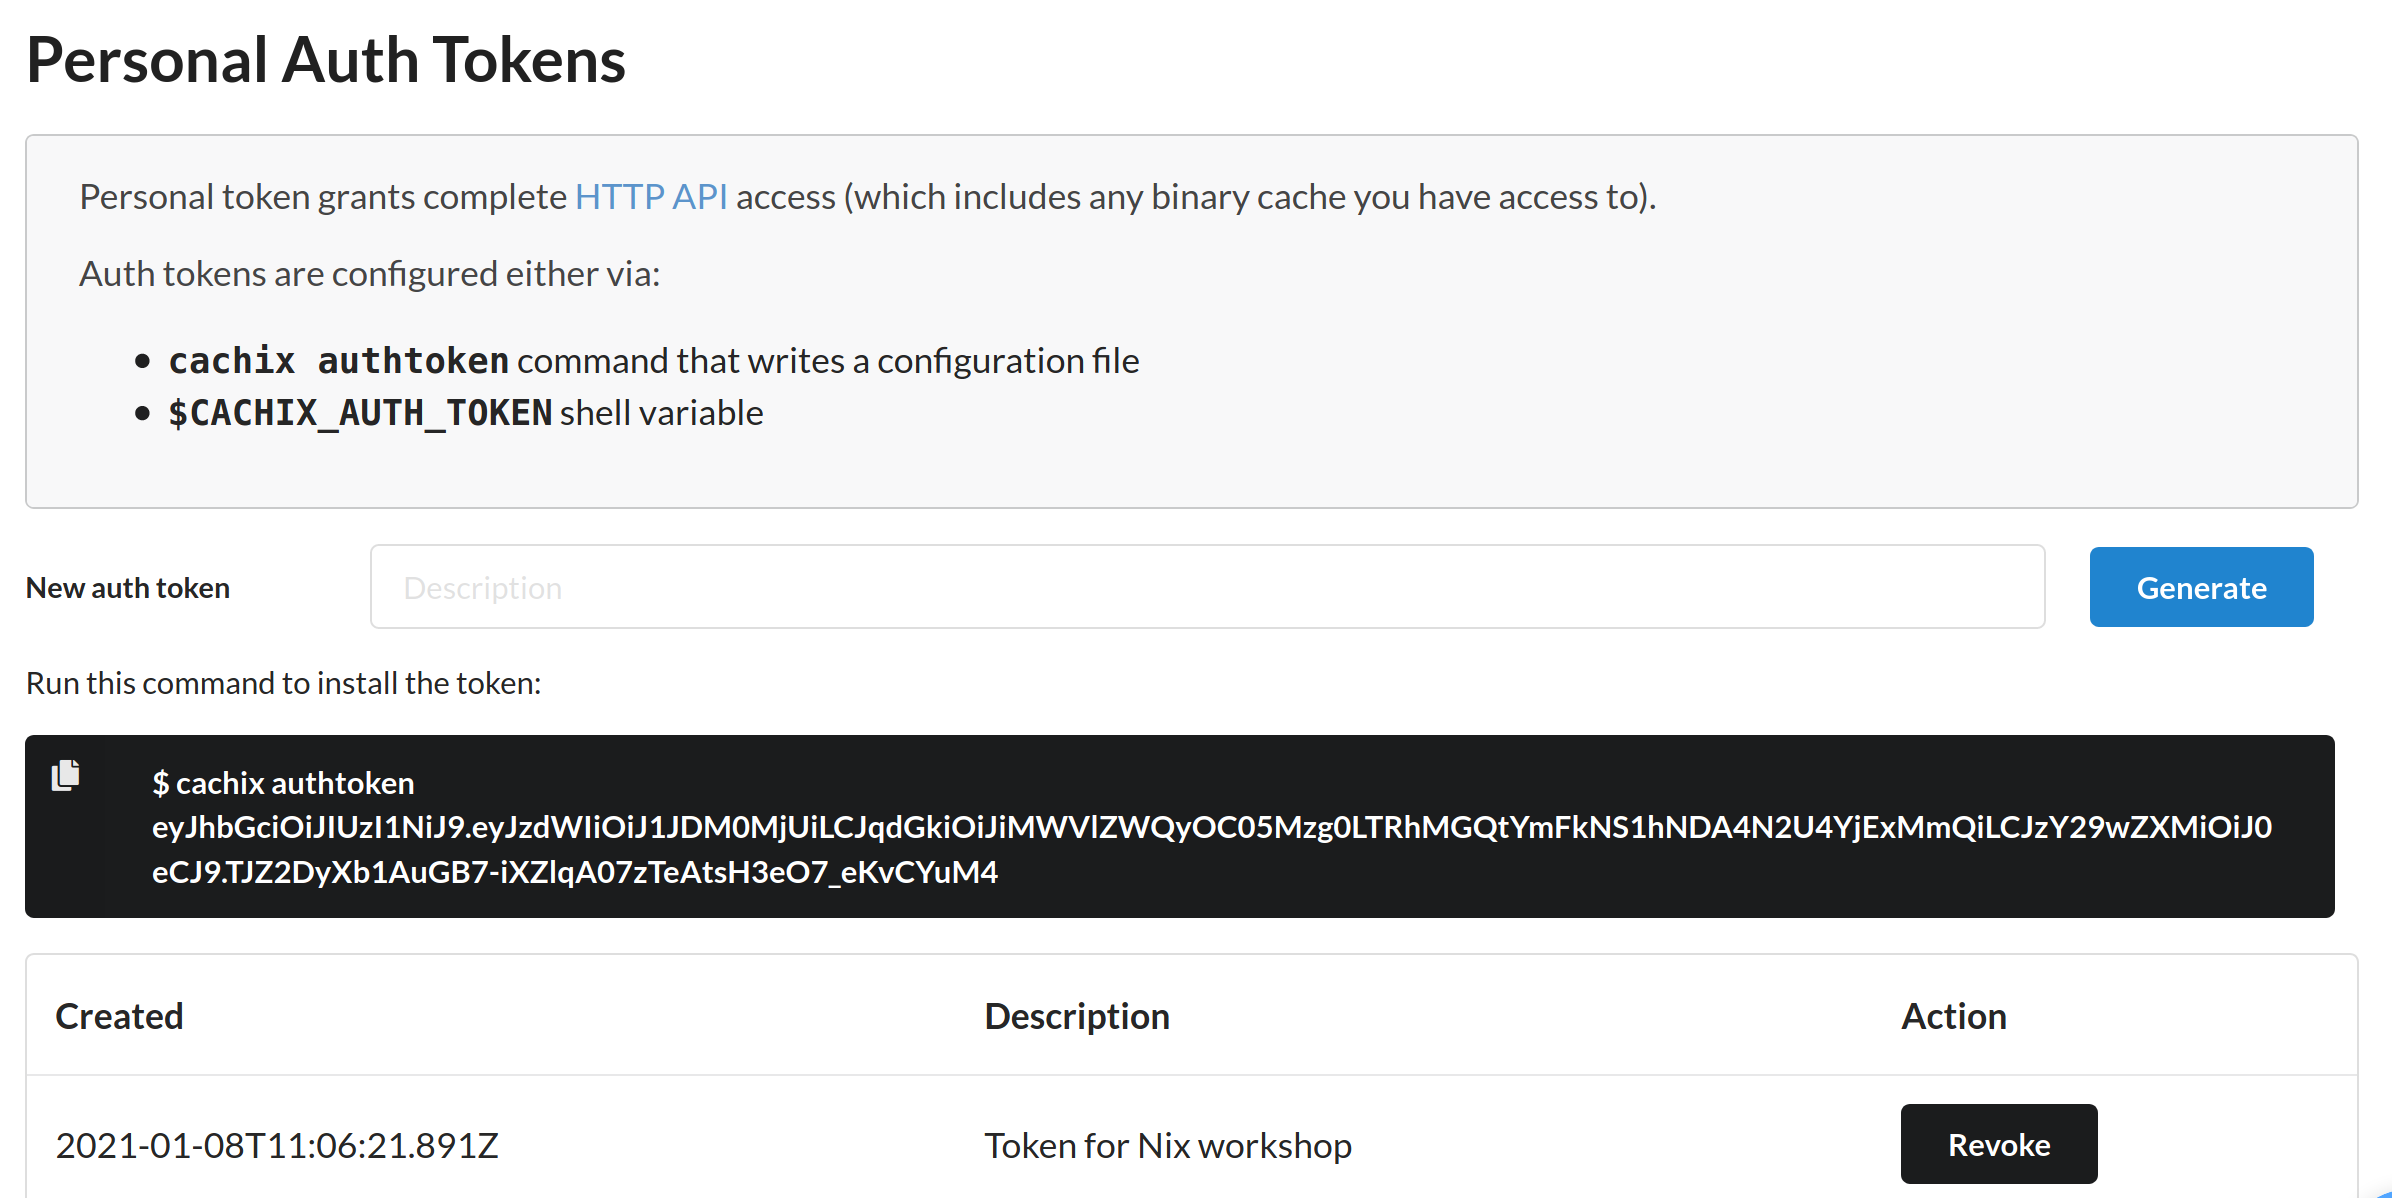 Personal Auth Tokens
Personal token grants complete HTTP API access (which includes any binary cache you have access to).
Auth tokens are configured either via:
cachix authtoken command that writes a configuration file
$CACHIX_AUTH_TOKEN shell variable
New auth token Description Generate
Run this command to install the token:
$ cachix authtoken
eyJhbGciOiJIUzI1NiJ9.eyJzdWIiOiJ1JDM0MjUiLCJqdGkiOiJiMWVlZWQyOC05Mzg0LTRhMGQtYmFkNS1hNDA4N2U4YjExMmQiLCJzY29wZXMiOiJ0
eCJ9.TJZ2DyXb1AuGB7-iXZlqA07zTeAtsH3eO7_eKvCYuM4
Created Description Action
2021-01-08T11:06:21.891Z Token for Nix workshop Revoke